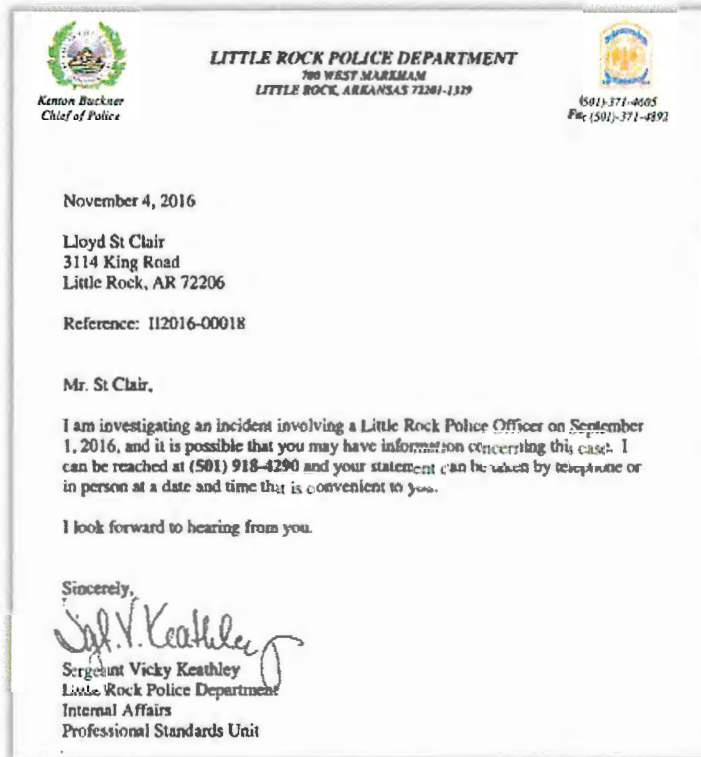 LITTLE ROCK POLICE DEPARTMENT
700 WEST MARKHAM
LITTLE ROCK, ARKANSAS 72201-1329
Kenton Buckner
Chief of Police
(501)-371-4605
Fax (501)-371-4892
November 4, 2016
Lloyd St Clair
3114 King Road
Little Rock, AR 72206
Reference: II2016-00018
Mr. St Clair,
I am investigating an incident involving a Little Rock Police Officer on September
1, 2016, and it is possible that you may have information concerning this case. I
can be reached at (501) 918-4290 and your statement can be taken by telephone or
in person at a date and time that is convenient to you.
I look forward to hearing from you.
Sincerely,
Sgt. V. Keathley
Sergeant Vicky Keathley
Little Rock Police Department
Internal Affairs
Professional Standards Unit